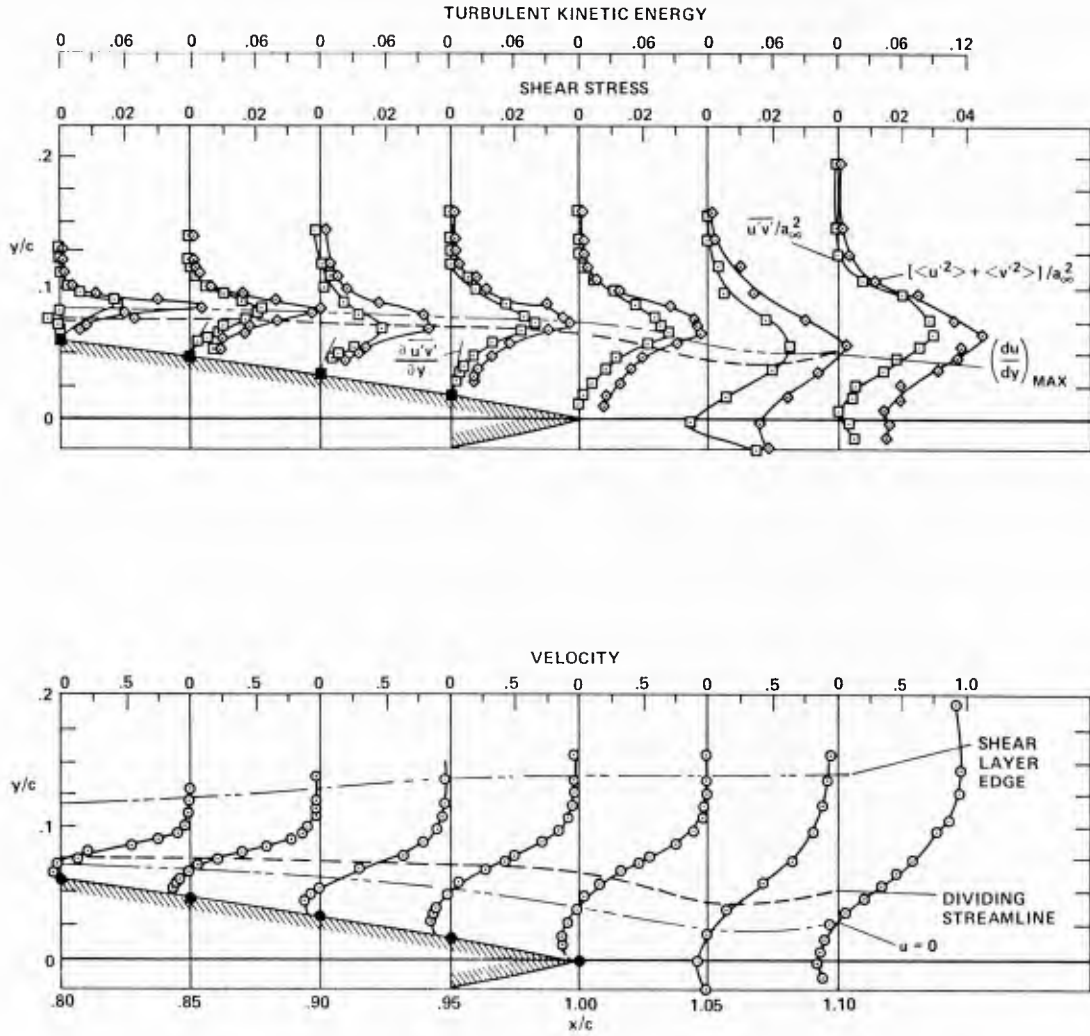 TURBULENT KINETIC ENERGY
0 .06 0 .06 0 .06 0 .06 0 .06 0 .06 0 .06 .12
SHEAR STRESS
0 .02 0 .02 0 .02 0 .02 0 .02 0 .02 0 .02 .04
.2
y/c
.1
0
u'v'/a∞²
[<u'²> + <v'²>]/a∞²
∂u'v'
∂y
(du/dy) MAX
VELOCITY
0 .5 0 .5 0 .5 0 .5 0 .5 0 .5 0 .5 1.0
.2
y/c
.1
0
SHEAR
LAYER
EDGE
DIVIDING
STREAMLINE
u = 0
.80 .85 .90 .95 1.00 1.05 1.10
x/c